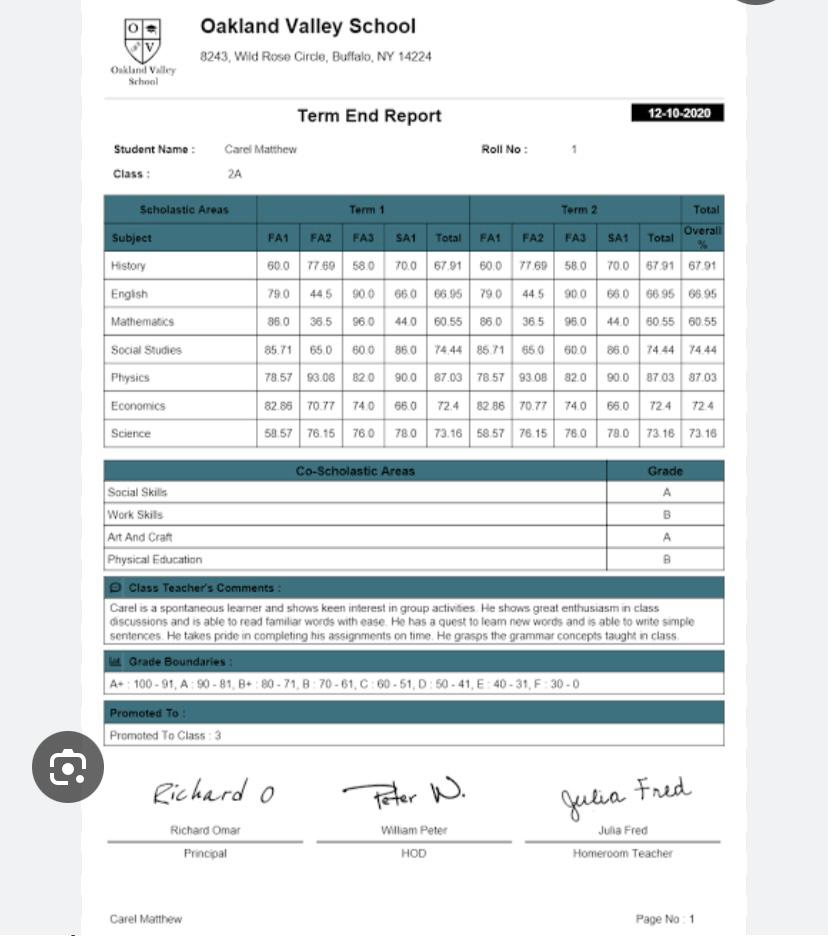 O
V
Oakland Valley
School
Oakland Valley School
8243, Wild Rose Circle, Buffalo, NY 14224
Term End Report
12-10-2020
Student Name : Carel Matthew Roll No : 1
Class : 2A
Scholastic Areas Term 1 Term 2 Total
Subject FA1 FA2 FA3 SA1 Total FA1 FA2 FA3 SA1 Total Overall %
History 60.0 77.69 58.0 70.0 67.91 60.0 77.69 58.0 70.0 67.91 67.91
English 79.0 44.5 90.0 66.0 66.95 79.0 44.5 90.0 66.0 66.95 66.95
Mathematics 86.0 36.5 96.0 44.0 60.55 86.0 36.5 96.0 44.0 60.55 60.55
Social Studies 85.71 65.0 60.0 86.0 74.44 85.71 65.0 60.0 86.0 74.44 74.44
Physics 78.57 93.08 82.0 90.0 87.03 78.57 93.08 82.0 90.0 87.03 87.03
Economics 82.86 70.77 74.0 66.0 72.4 82.86 70.77 74.0 66.0 72.4 72.4
Science 58.57 76.15 76.0 78.0 73.16 58.57 76.15 76.0 78.0 73.16 73.16
Co-Scholastic Areas Grade
Social Skills A
Work Skills B
Art And Craft A
Physical Education B
Class Teacher's Comments :
Carel is a spontaneous learner and shows keen interest in group activities. He shows great enthusiasm in class
discussions and is able to read familiar words with ease. He has a quest to learn new words and is able to write simple
sentences. He takes pride in completing his assignments on time. He grasps the grammar concepts taught in class.
Grade Boundaries :
A+ : 100 - 91, A : 90 - 81, B+ : 80 - 71, B : 70 - 61, C : 60 - 51, D : 50 - 41, E : 40 - 31, F : 30 - 0
Promoted To :
Promoted To Class : 3
Richard O Peter W. Julia Fred
Richard Omar William Peter Julia Fred
Principal HOD Homeroom Teacher
Carel Matthew Page No : 1